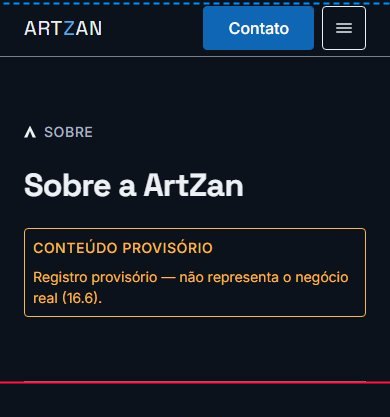 ARTZAN
Contato
SOBRE
Sobre a ArtZan
CONTEÚDO PROVISÓRIO
Registro provisório — não representa o negócio
real (16.6).